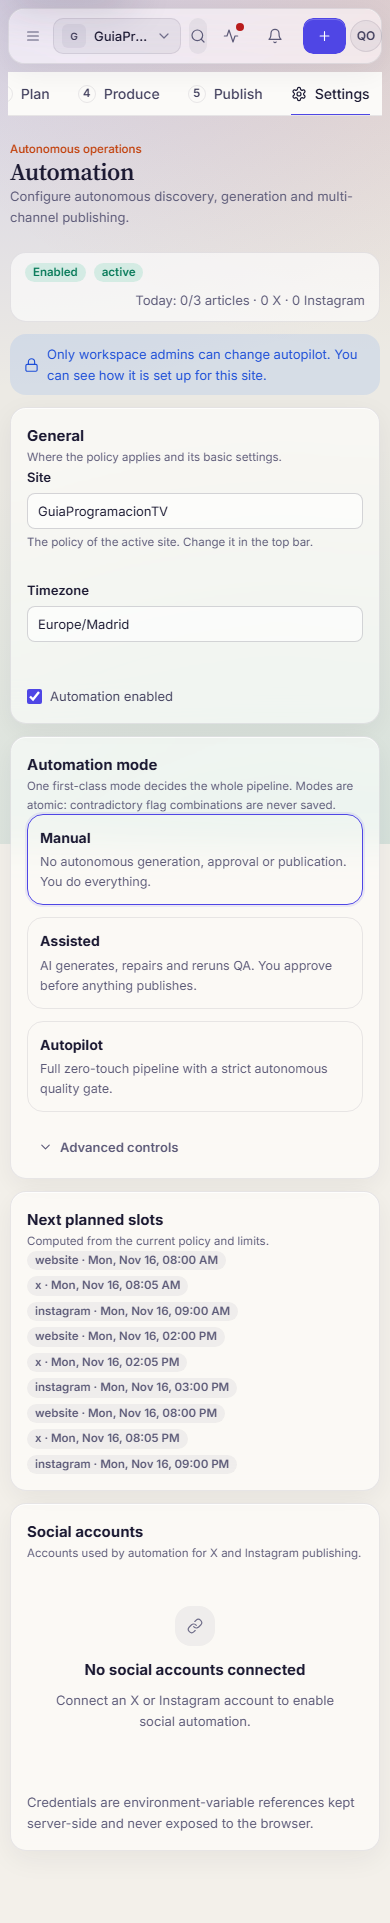 G GuiaPr... QO
Plan 4 Produce 5 Publish Settings
Autonomous operations
Automation
Configure autonomous discovery, generation and multi-
channel publishing.
Enabled active
Today: 0/3 articles · 0 X · 0 Instagram
Only workspace admins can change autopilot. You
can see how it is set up for this site.
General
Where the policy applies and its basic settings.
Site
GuiaProgramacionTV
The policy of the active site. Change it in the top bar.
Timezone
Europe/Madrid
Automation enabled
Automation mode
One first-class mode decides the whole pipeline. Modes are
atomic: contradictory flag combinations are never saved.
Manual
No autonomous generation, approval or publication.
You do everything.
Assisted
AI generates, repairs and reruns QA. You approve
before anything publishes.
Autopilot
Full zero-touch pipeline with a strict autonomous
quality gate.
Advanced controls
Next planned slots
Computed from the current policy and limits.
website · Mon, Nov 16, 08:00 AM
x · Mon, Nov 16, 08:05 AM
instagram · Mon, Nov 16, 09:00 AM
website · Mon, Nov 16, 02:00 PM
x · Mon, Nov 16, 02:05 PM
instagram · Mon, Nov 16, 03:00 PM
website · Mon, Nov 16, 08:00 PM
x · Mon, Nov 16, 08:05 PM
instagram · Mon, Nov 16, 09:00 PM
Social accounts
Accounts used by automation for X and Instagram publishing.
No social accounts connected
Connect an X or Instagram account to enable
social automation.
Credentials are environment-variable references kept
server-side and never exposed to the browser.